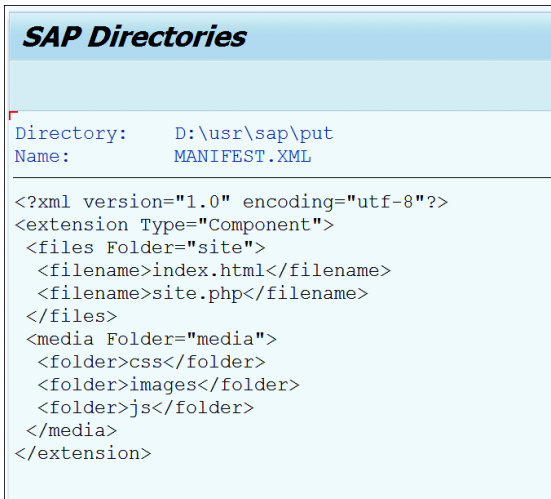 SAP Directories
Directory: D:\usr\sap\put
Name: MANIFEST.XML
<?xml version="1.0" encoding="utf-8"?>
<extension Type="Component">
<files Folder="site">
<filename>index.html</filename>
<filename>site.php</filename>
</files>
<media Folder="media">
<folder>css</folder>
<folder>images</folder>
<folder>js</folder>
</media>
</extension>